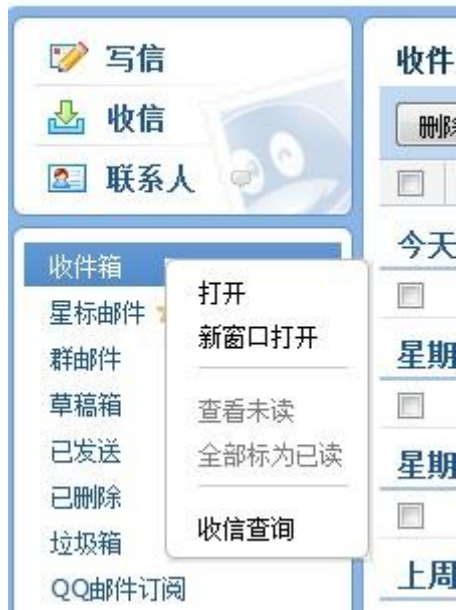 写信
收信
联系人
收件箱
星标邮件
群邮件
草稿箱
已发送
已删除
垃圾箱
QQ邮件订阅
打开
新窗口打开
查看未读
全部标为已读
收信查询
收件
删除
今天
星期
星期
上周